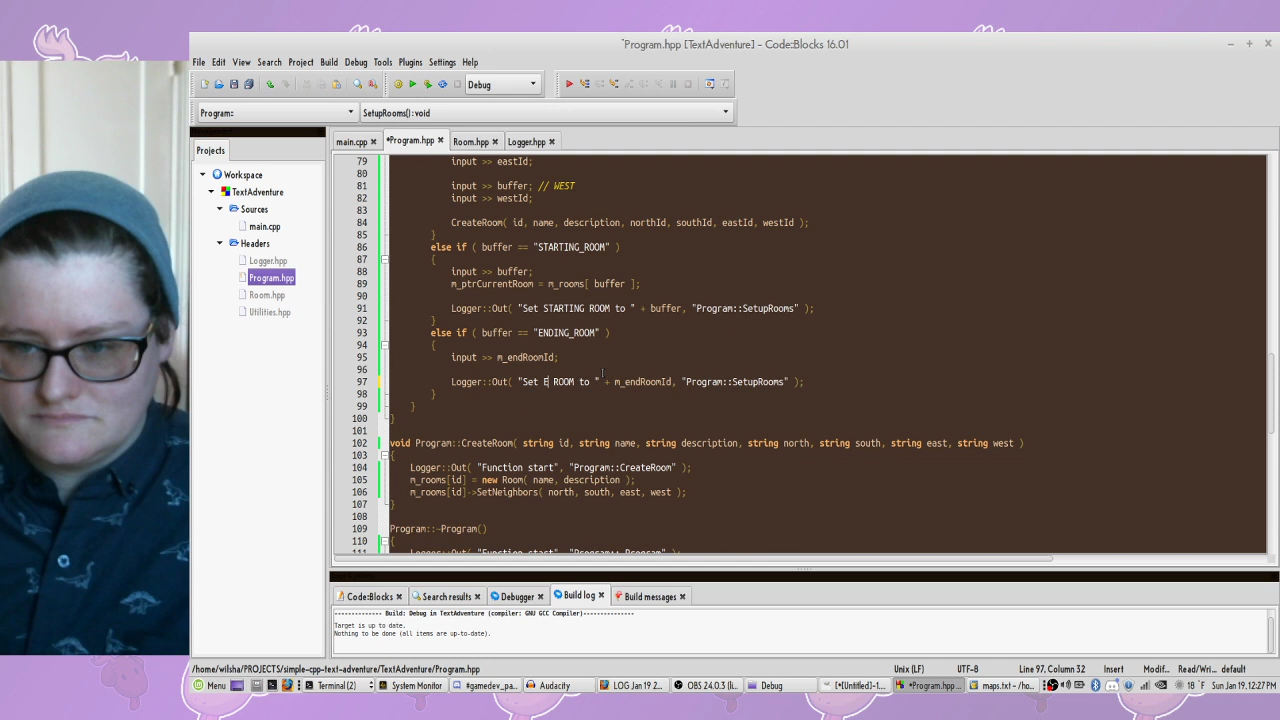 *Program.hpp [TextAdventure] - Code::Blocks 16.01
File Edit View Search Project Build Debug Tools Plugins Settings Help
Debug
Program:: SetupRooms() : void
main.cpp *Program.hpp Room.hpp Logger.hpp
Projects
Workspace
TextAdventure
Sources
main.cpp
Headers
Logger.hpp
Program.hpp
Room.hpp
Utilities.hpp
79 input >> eastId;
80
81 input >> buffer; // WEST
82 input >> westId;
83
84 CreateRoom( id, name, description, northId, southId, eastId, westId );
85 }
86 else if ( buffer == "STARTING_ROOM" )
87 {
88 input >> buffer;
89 m_ptrCurrentRoom = m_rooms[ buffer ];
90
91 Logger::Out( "Set STARTING ROOM to " + buffer, "Program::SetupRooms" );
92 }
93 else if ( buffer == "ENDING_ROOM" )
94 {
95 input >> m_endRoomId;
96
97 Logger::Out( "Set E ROOM to " + m_endRoomId, "Program::SetupRooms" );
98 }
99 }
100 }
101
102 void Program::CreateRoom( string id, string name, string description, string north, string south, string east, string west )
103 {
104 Logger::Out( "Function start", "Program::CreateRoom" );
105 m_rooms[id] = new Room( name, description );
106 m_rooms[id]->SetNeighbors( north, south, east, west );
107 }
108
109 Program::~Program()
110 {
111 Logger::Out( "Function start", "Program::~Program" );
Code::Blocks Search results Debugger Build log Build messages
-------------- Build: Debug in TextAdventure (compiler: GNU GCC Compiler)---------------
Target is up to date.
Nothing to be done (all items are up-to-date).
/home/wilsha/PROJECTS/simple-cpp-text-adventure/TextAdventure/Program.hpp Unix (LF) UTF-8 Line 97, Column 32 Insert Modif... Read/Wri... default
Menu Terminal (2) System Monitor #gamedev_pa... Audacity LOG Jan 19 2... OBS 24.0.3 (li... Debug [*[Untitled]-1... *Program.hpp ... maps.txt - /ho... 18 °F Sun Jan 19, 12:27 PM